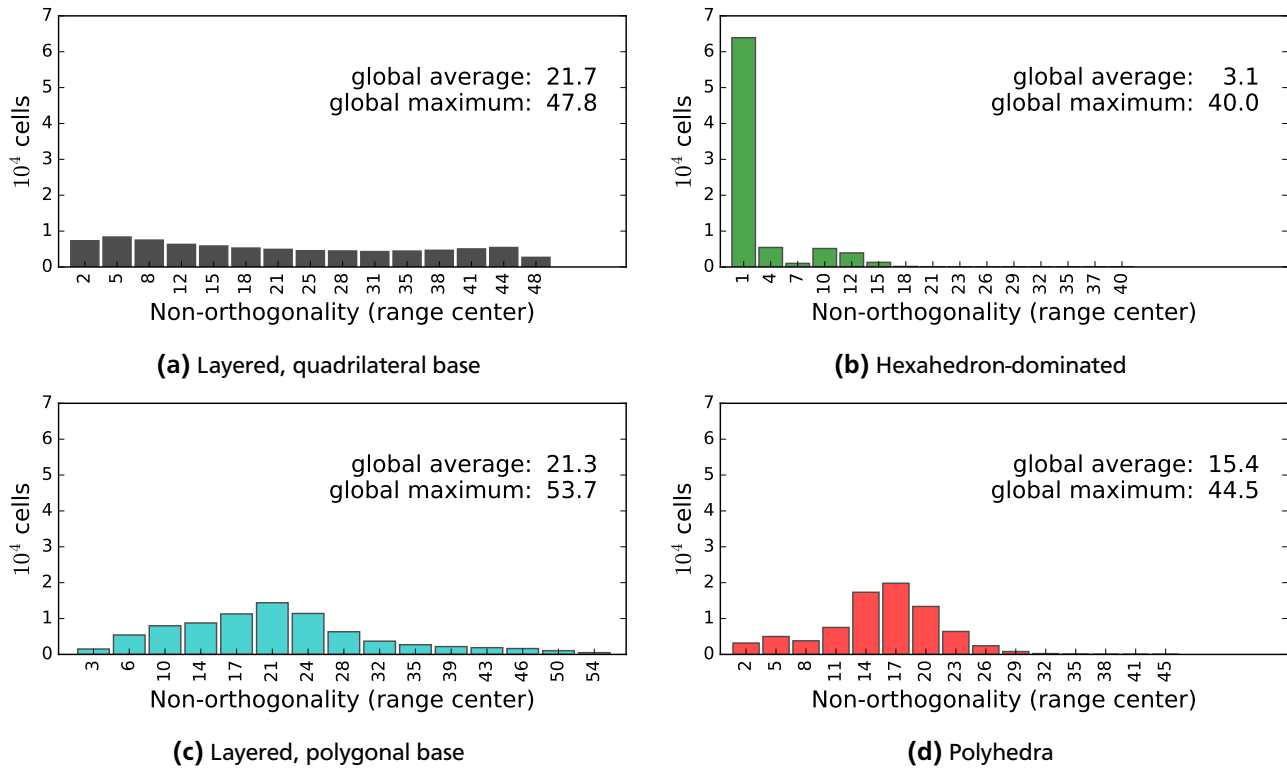 7
6
5
4
3
2
1
0
10⁴ cells
global average: 21.7
global maximum: 47.8
2 5 8 12 15 18 21 25 28 31 35 38 41 44 48
Non-orthogonality (range center)
(a) Layered, quadrilateral base
7
6
5
4
3
2
1
0
10⁴ cells
global average: 3.1
global maximum: 40.0
1 4 7 10 12 15 18 21 23 26 29 32 35 37 40
Non-orthogonality (range center)
(b) Hexahedron-dominated
7
6
5
4
3
2
1
0
10⁴ cells
global average: 21.3
global maximum: 53.7
3 6 10 14 17 21 24 28 32 35 39 43 46 50 54
Non-orthogonality (range center)
(c) Layered, polygonal base
7
6
5
4
3
2
1
0
10⁴ cells
global average: 15.4
global maximum: 44.5
2 5 8 11 14 17 20 23 26 29 32 35 38 41 45
Non-orthogonality (range center)
(d) Polyhedra